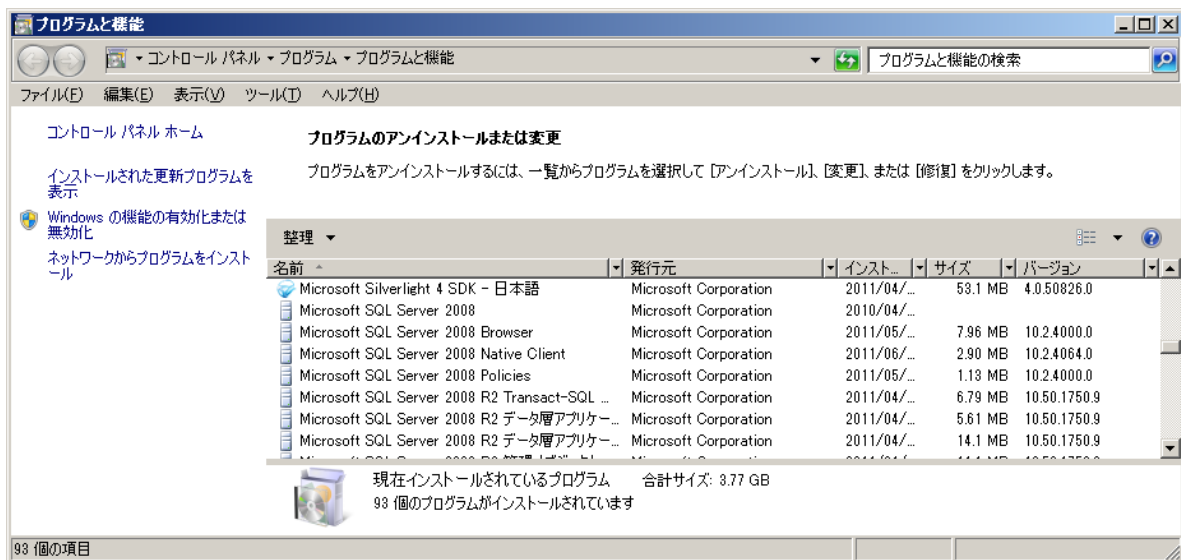 プログラムと機能
コントロール パネル ▾ プログラム ▾ プログラムと機能
プログラムと機能の検索
ファイル(F) 編集(E) 表示(V) ツール(T) ヘルプ(H)
コントロール パネル ホーム
インストールされた更新プログラムを
表示
Windows の機能の有効化または
無効化
ネットワークからプログラムをインスト
ール
プログラムのアンインストールまたは変更
プログラムをアンインストールするには、一覧からプログラムを選択して [アンインストール]、[変更]、または [修復] をクリックします。
整理
名前 発行元 インスト... サイズ バージョン
Microsoft Silverlight 4 SDK - 日本語 Microsoft Corporation 2011/04/... 53.1 MB 4.0.50826.0
Microsoft SQL Server 2008 Microsoft Corporation 2010/04/...
Microsoft SQL Server 2008 Browser Microsoft Corporation 2011/05/... 7.96 MB 10.2.4000.0
Microsoft SQL Server 2008 Native Client Microsoft Corporation 2011/06/... 2.90 MB 10.2.4064.0
Microsoft SQL Server 2008 Policies Microsoft Corporation 2011/05/... 1.13 MB 10.2.4000.0
Microsoft SQL Server 2008 R2 Transact-SQL ... Microsoft Corporation 2011/04/... 6.79 MB 10.50.1750.9
Microsoft SQL Server 2008 R2 データ層アプリケー... Microsoft Corporation 2011/04/... 5.61 MB 10.50.1750.9
Microsoft SQL Server 2008 R2 データ層アプリケー... Microsoft Corporation 2011/04/... 14.1 MB 10.50.1750.9
現在インストールされているプログラム 合計サイズ: 3.77 GB
93 個のプログラムがインストールされています
93 個の項目